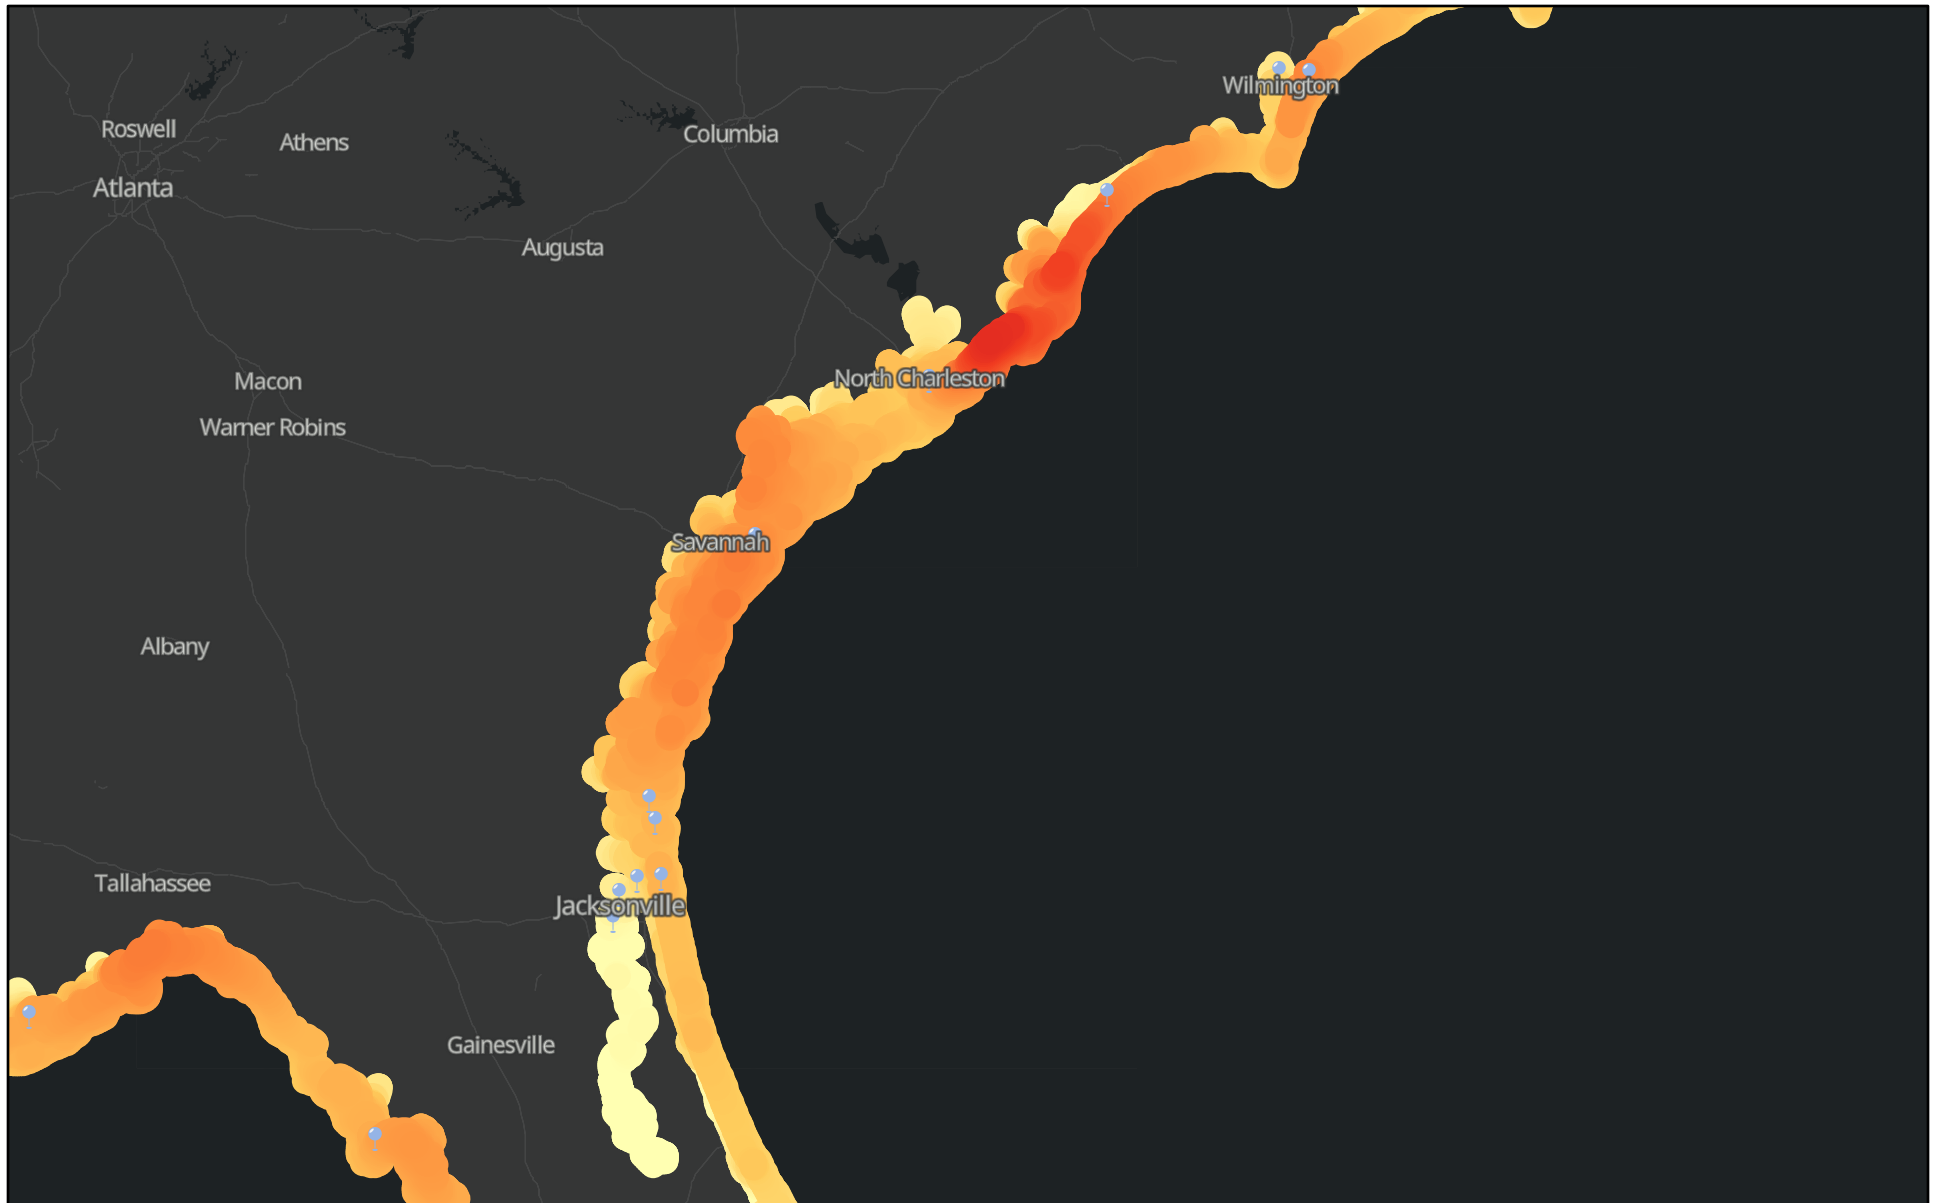 Wilmington
Roswell
Athens
Columbia
Atlanta
Augusta
North Charleston
Macon
Warner Robins
Savannah
Albany
Tallahassee
Jacksonville
Gainesville